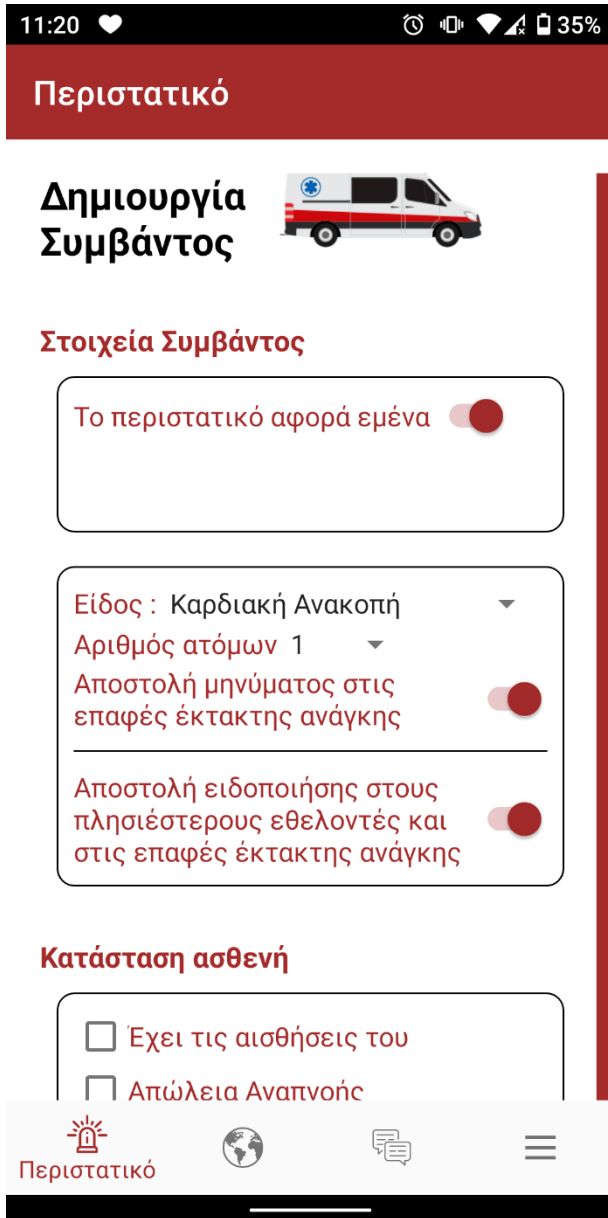 11:20
35%
Περιστατικό
Δημιουργία
Συμβάντος
Στοιχεία Συμβάντος
Το περιστατικό αφορά εμένα
Είδος : Καρδιακή Ανακοπή
Αριθμός ατόμων 1
Αποστολή μηνύματος στις
επαφές έκτακτης ανάγκης
Αποστολή ειδοποιήσης στους
πλησιέστερους εθελοντές και
στις επαφές έκτακτης ανάγκης
Κατάσταση ασθενή
Έχει τις αισθήσεις του
Απώλεια Αναπνοής
Περιστατικό